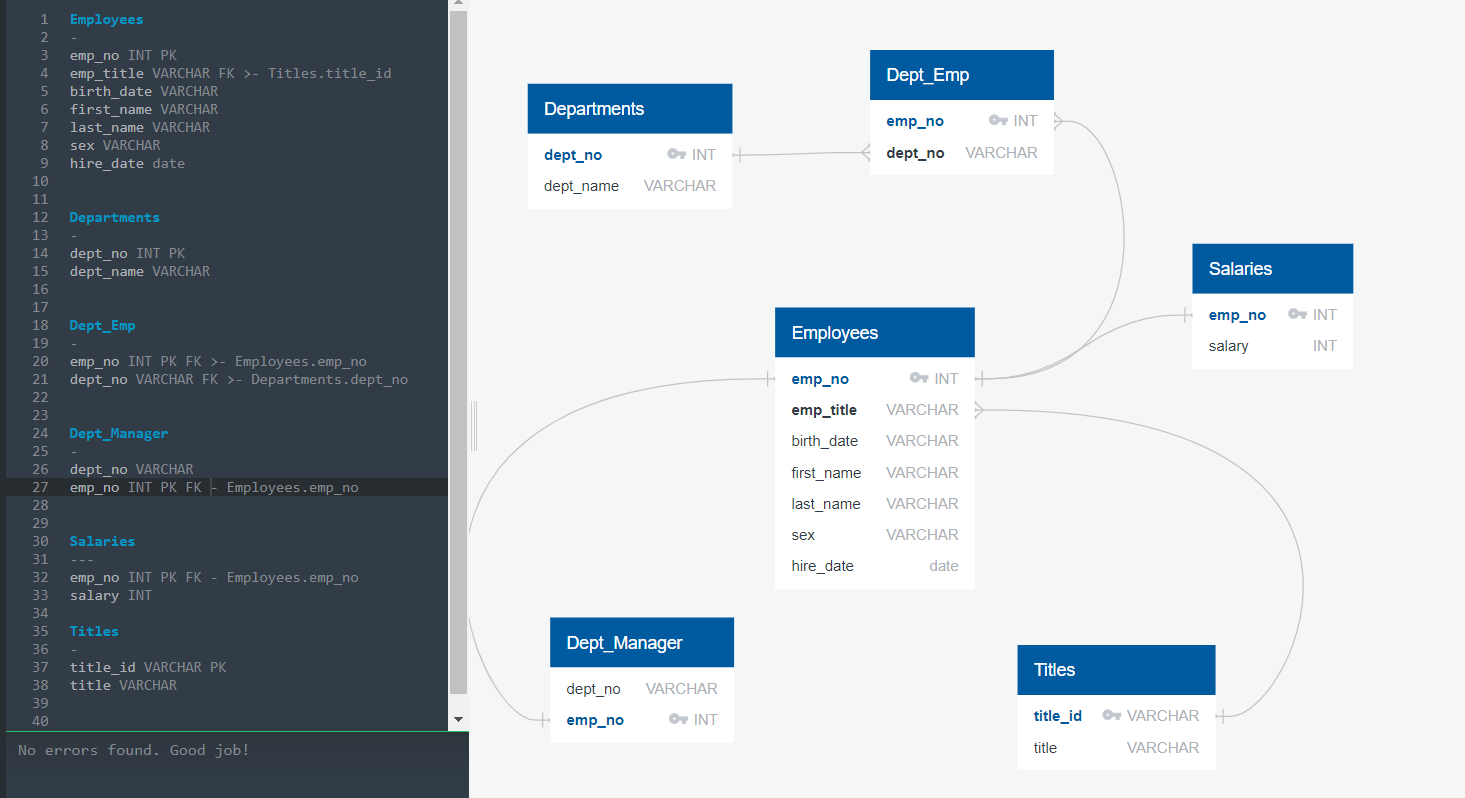 1 Employees
2 -
3 emp_no INT PK
4 emp_title VARCHAR FK >- Titles.title_id
5 birth_date VARCHAR
6 first_name VARCHAR
7 last_name VARCHAR
8 sex VARCHAR
9 hire_date date
10
11
12 Departments
13 -
14 dept_no INT PK
15 dept_name VARCHAR
16
17
18 Dept_Emp
19 -
20 emp_no INT PK FK >- Employees.emp_no
21 dept_no VARCHAR FK >- Departments.dept_no
22
23
24 Dept_Manager
25 -
26 dept_no VARCHAR
27 emp_no INT PK FK - Employees.emp_no
28
29
30 Salaries
31 ---
32 emp_no INT PK FK - Employees.emp_no
33 salary INT
34
35 Titles
36 -
37 title_id VARCHAR PK
38 title VARCHAR
39
40
No errors found. Good job!
Departments
dept_no INT
dept_name VARCHAR
Dept_Emp
emp_no INT
dept_no VARCHAR
Salaries
emp_no INT
salary INT
Employees
emp_no INT
emp_title VARCHAR
birth_date VARCHAR
first_name VARCHAR
last_name VARCHAR
sex VARCHAR
hire_date date
Dept_Manager
dept_no VARCHAR
emp_no INT
Titles
title_id VARCHAR
title VARCHAR